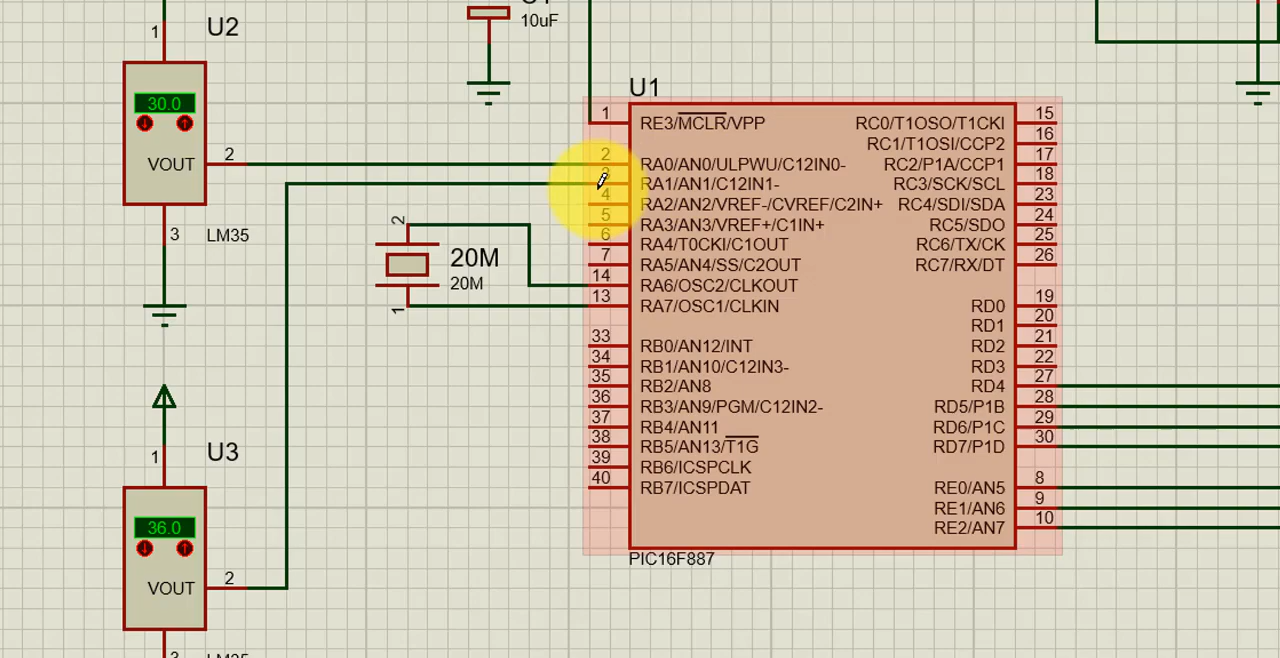 U2
1
30.0
VOUT
2
3
LM35
10uF
2
20M
20M
1
1
U3
36.0
VOUT
2
U1
1 RE3/MCLR/VPP
2 RA0/AN0/ULPWU/C12IN0-
3 RA1/AN1/C12IN1-
4 RA2/AN2/VREF-/CVREF/C2IN+
5 RA3/AN3/VREF+/C1IN+
6 RA4/T0CKI/C1OUT
7 RA5/AN4/SS/C2OUT
14 RA6/OSC2/CLKOUT
13 RA7/OSC1/CLKIN
33 RB0/AN12/INT
34 RB1/AN10/C12IN3-
35 RB2/AN8
36 RB3/AN9/PGM/C12IN2-
37 RB4/AN11
38 RB5/AN13/T1G
39 RB6/ICSPCLK
40 RB7/ICSPDAT
RC0/T1OSO/T1CKI 15
RC1/T1OSI/CCP2 16
RC2/P1A/CCP1 17
RC3/SCK/SCL 18
RC4/SDI/SDA 23
RC5/SDO 24
RC6/TX/CK 25
RC7/RX/DT 26
RD0 19
RD1 20
RD2 21
RD3 22
RD4 27
RD5/P1B 28
RD6/P1C 29
RD7/P1D 30
RE0/AN5 8
RE1/AN6 9
RE2/AN7 10
PIC16F887